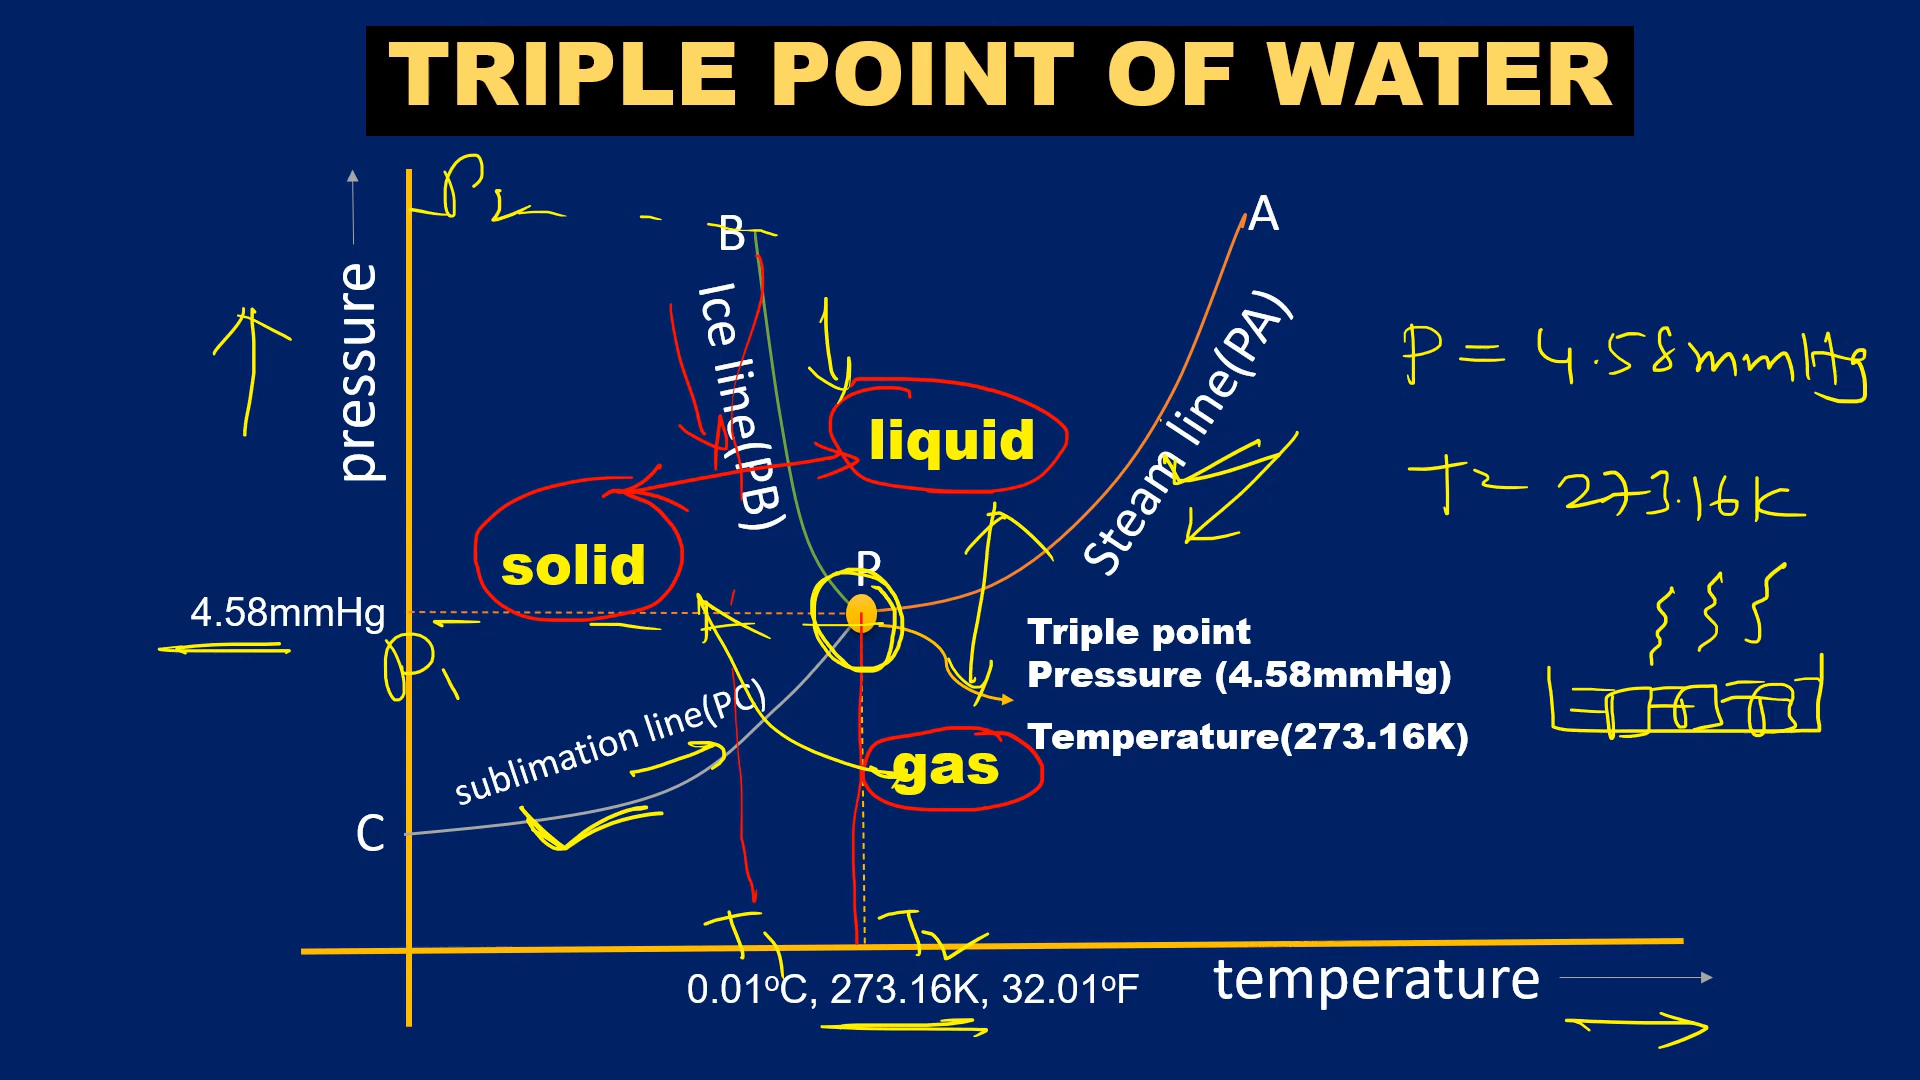 TRIPLE POINT OF WATER
pressure
P₂
B
A
Ice line(PB)
Steam line(PA)
liquid
solid
P
P = 4.58mmHg
T = 273.16K
4.58mmHg
P₁
Triple point
Pressure (4.58mmHg)
Temperature(273.16K)
sublimation line(PC)
gas
C
T₁
T₂
0.01ºC, 273.16K, 32.01ºF
temperature